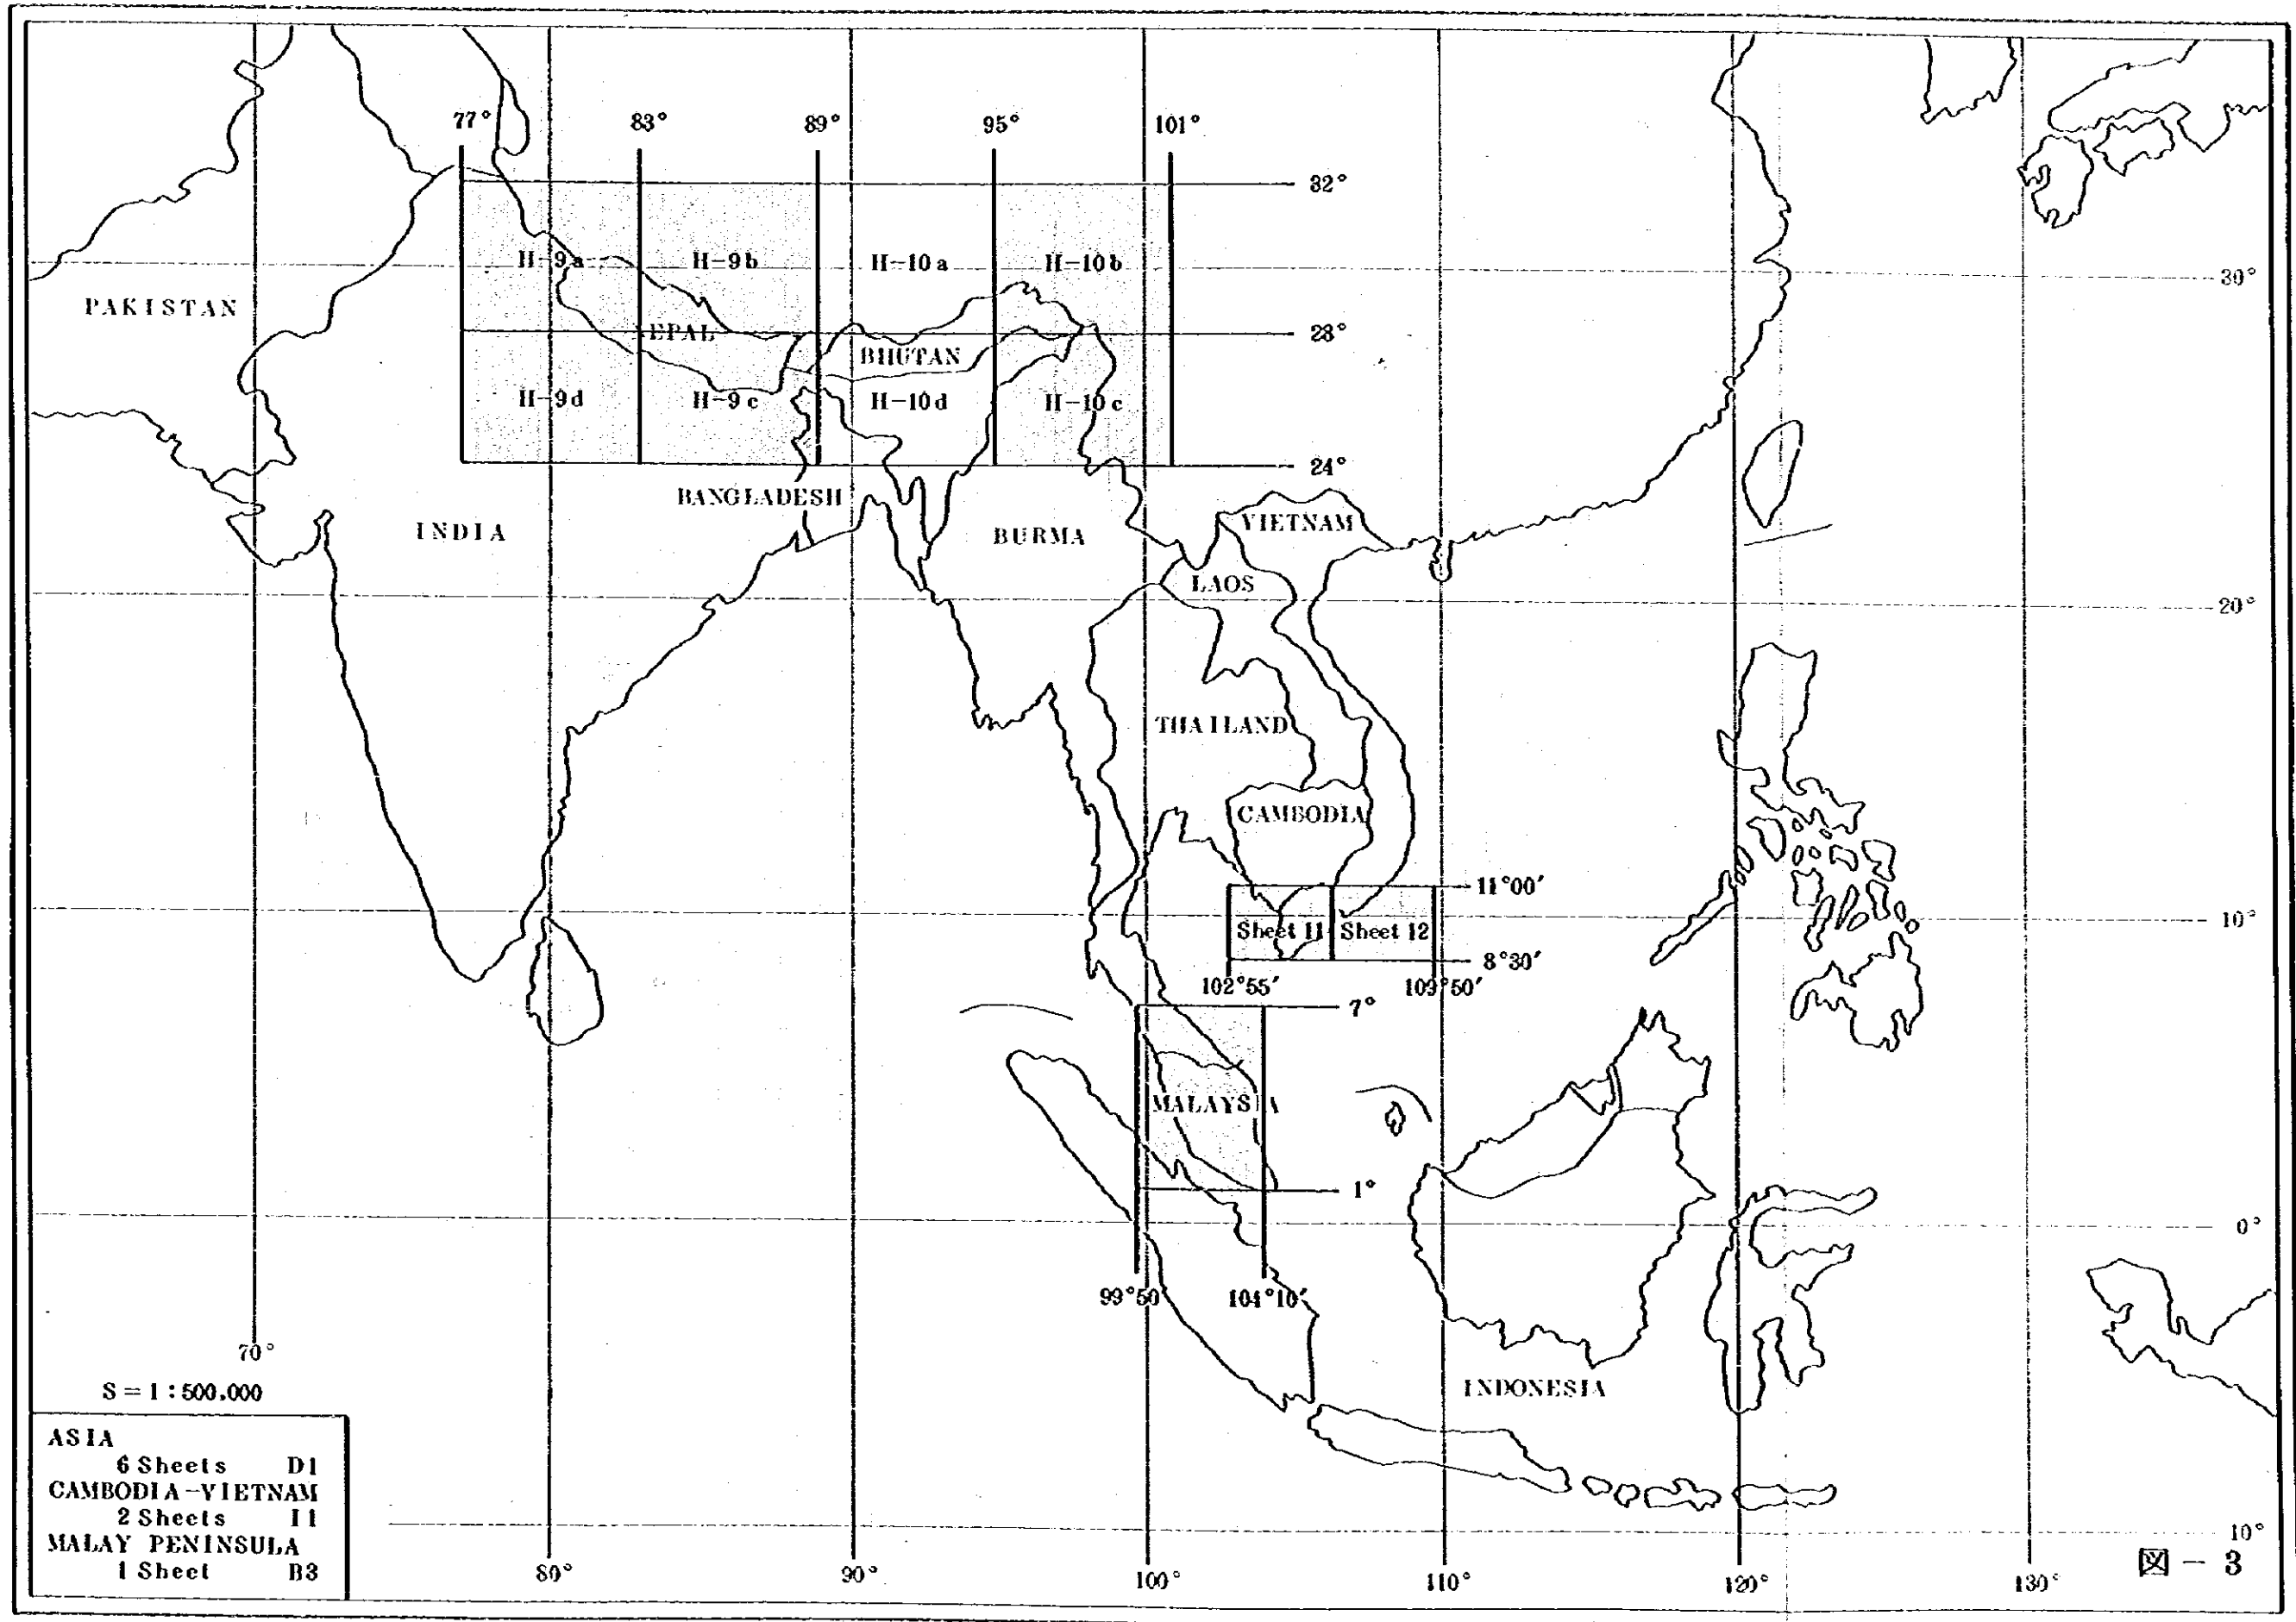 77° 83° 89° 95° 101°
32°
H-9a H-9b H-10a H-10b
30°
PAKISTAN
28°
NEPAL
BHUTAN
H-9d H-9c H-10d H-10c
24°
BANGLADESH
INDIA
BURMA
VIETNAM
LAOS
20°
THAILAND
CAMBODIA
11°00′
10°
Sheet 11 Sheet 12
8°30′
102°55′ 109°50′
7°
MALAYSIA
1°
0°
99°50′ 104°10′
70°
INDONESIA
S = 1 : 500,000
ASIA
6 Sheets D1
CAMBODIA-VIETNAM
2 Sheets I1
MALAY PENINSULA
1 Sheet B3
10°
図 - 3
80° 90° 100° 110° 120° 130°